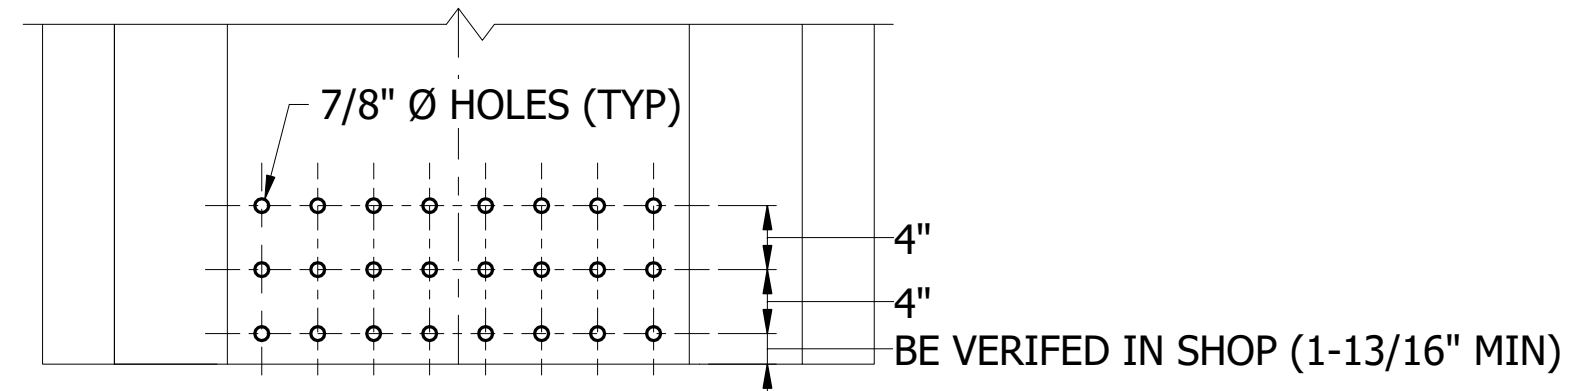 7/8" Ø HOLES (TYP)
4"
4"
BE VERIFED IN SHOP (1-13/16" MIN)